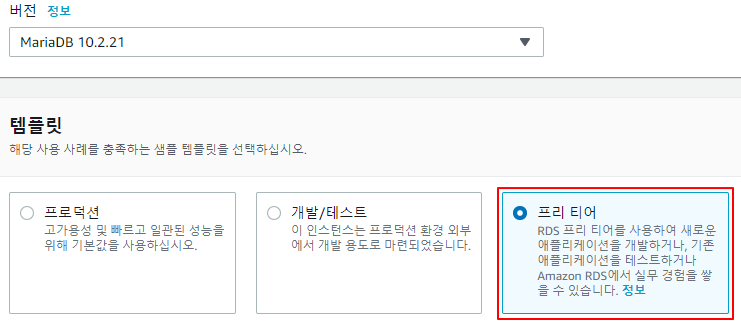 버전 정보
MariaDB 10.2.21
템플릿
해당 사용 사례를 충족하는 샘플 템플릿을 선택하십시오.
프로덕션
고가용성 및 빠르고 일관된 성능을
위해 기본값을 사용하십시오.
개발/테스트
이 인스턴스는 프로덕션 환경 외부
에서 개발 용도로 마련되었습니다.
프리 티어
RDS 프리 티어를 사용하여 새로운
애플리케이션을 개발하거나, 기존
애플리케이션을 테스트하거나
Amazon RDS에서 실무 경험을 쌓
을 수 있습니다. 정보